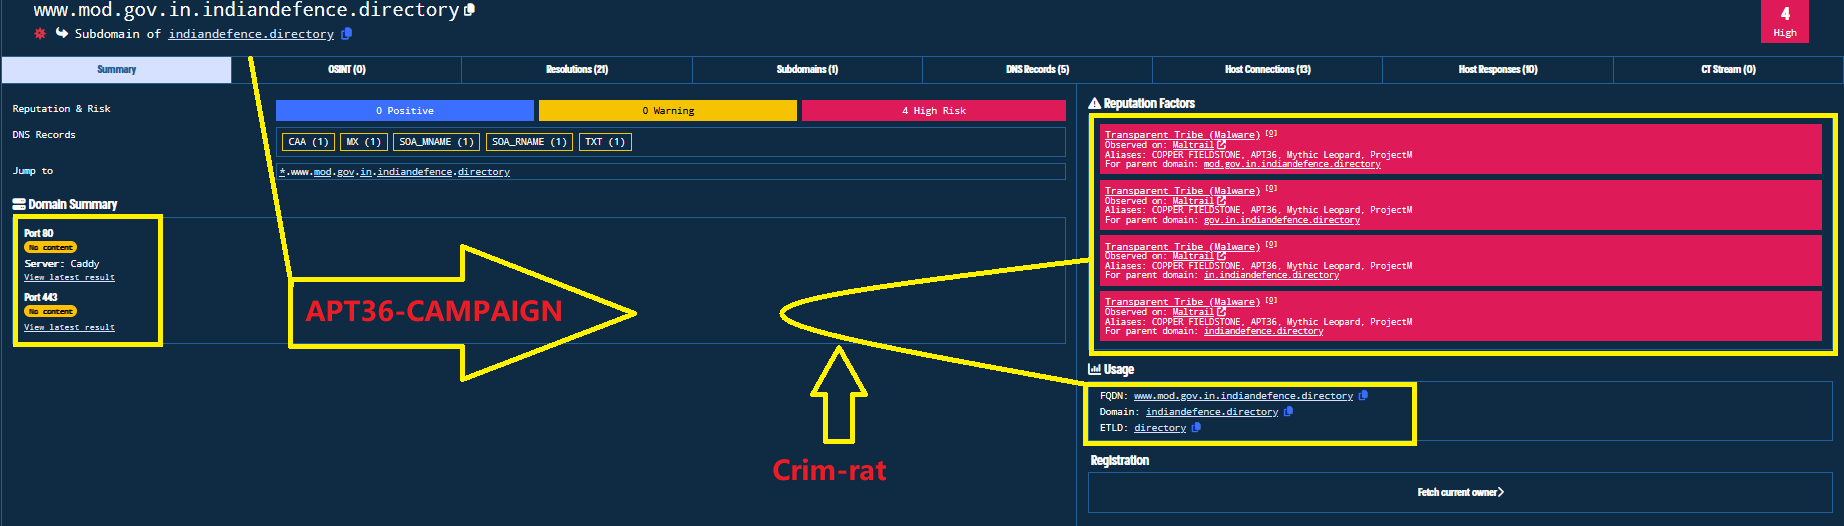 www.mod.gov.in.indiandefence.directory
4
High
Subdomain of indiandefence.directory
Summary
OSINT (0)
Resolutions (21)
Subdomains (1)
DNS Records (5)
Host Connections (13)
Host Responses (10)
CT Stream (0)
Reputation & Risk
0 Positive
0 Warning
4 High Risk
DNS Records
CAA (1)
MX (1)
SOA_MNAME (1)
SOA_RNAME (1)
TXT (1)
Jump to
*.www.mod.gov.in.indiandefence.directory
Domain Summary
Port 80
No content
Server: Caddy
View latest result
Port 443
No content
View latest result
APT36-CAMPAIGN
Crim-rat
Reputation Factors
Transparent Tribe (Malware) [0]
Observed on: Maltrail
Aliases: COPPER FIELDSTONE, APT36, Mythic Leopard, ProjectM
For parent domain: mod.gov.in.indiandefence.directory
Transparent Tribe (Malware) [0]
Observed on: Maltrail
Aliases: COPPER FIELDSTONE, APT36, Mythic Leopard, ProjectM
For parent domain: gov.in.indiandefence.directory
Transparent Tribe (Malware) [0]
Observed on: Maltrail
Aliases: COPPER FIELDSTONE, APT36, Mythic Leopard, ProjectM
For parent domain: in.indiandefence.directory
Transparent Tribe (Malware) [0]
Observed on: Maltrail
Aliases: COPPER FIELDSTONE, APT36, Mythic Leopard, ProjectM
For parent domain: indiandefence.directory
Usage
FQDN: www.mod.gov.in.indiandefence.directory
Domain: indiandefence.directory
ETLD: directory
Registration
Fetch current owner